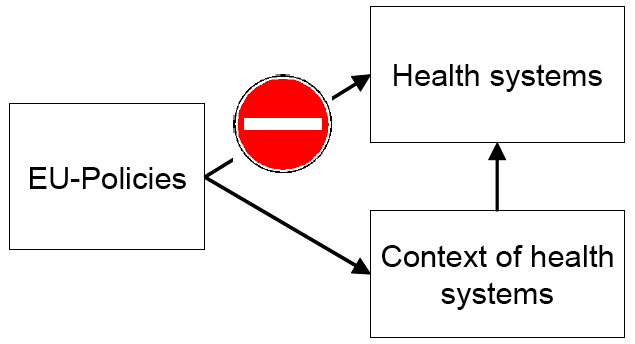 Health systems
EU-Policies
Context of health
systems